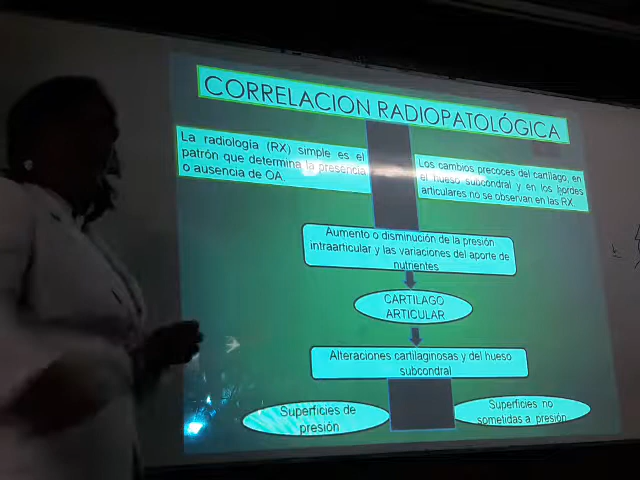 CORRELACION RADIOPATOLÓGICA
La radiología (RX) simple es el
patrón que determina la presencia
o ausencia de OA.
Los cambios precoces del cartílago, en
el hueso subcondral y en los bordes
articulares no se observan en las RX
Aumento o disminución de la presión
intraarticular y las variaciones del aporte de
nutrientes
CARTILAGO
ARTICULAR
Alteraciones cartilaginosas y del hueso
subcondral
Superficies de
presión
Superficies no
sometidas a presión